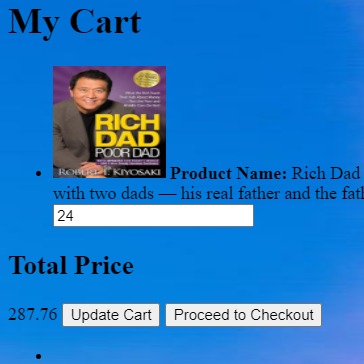 My Cart
RICH
DAD
POOR DAD
ROBERT T. KIYOSAKI
Product Name: Rich Dad
with two dads — his real father and the fat
24
Total Price
287.76 Update Cart Proceed to Checkout